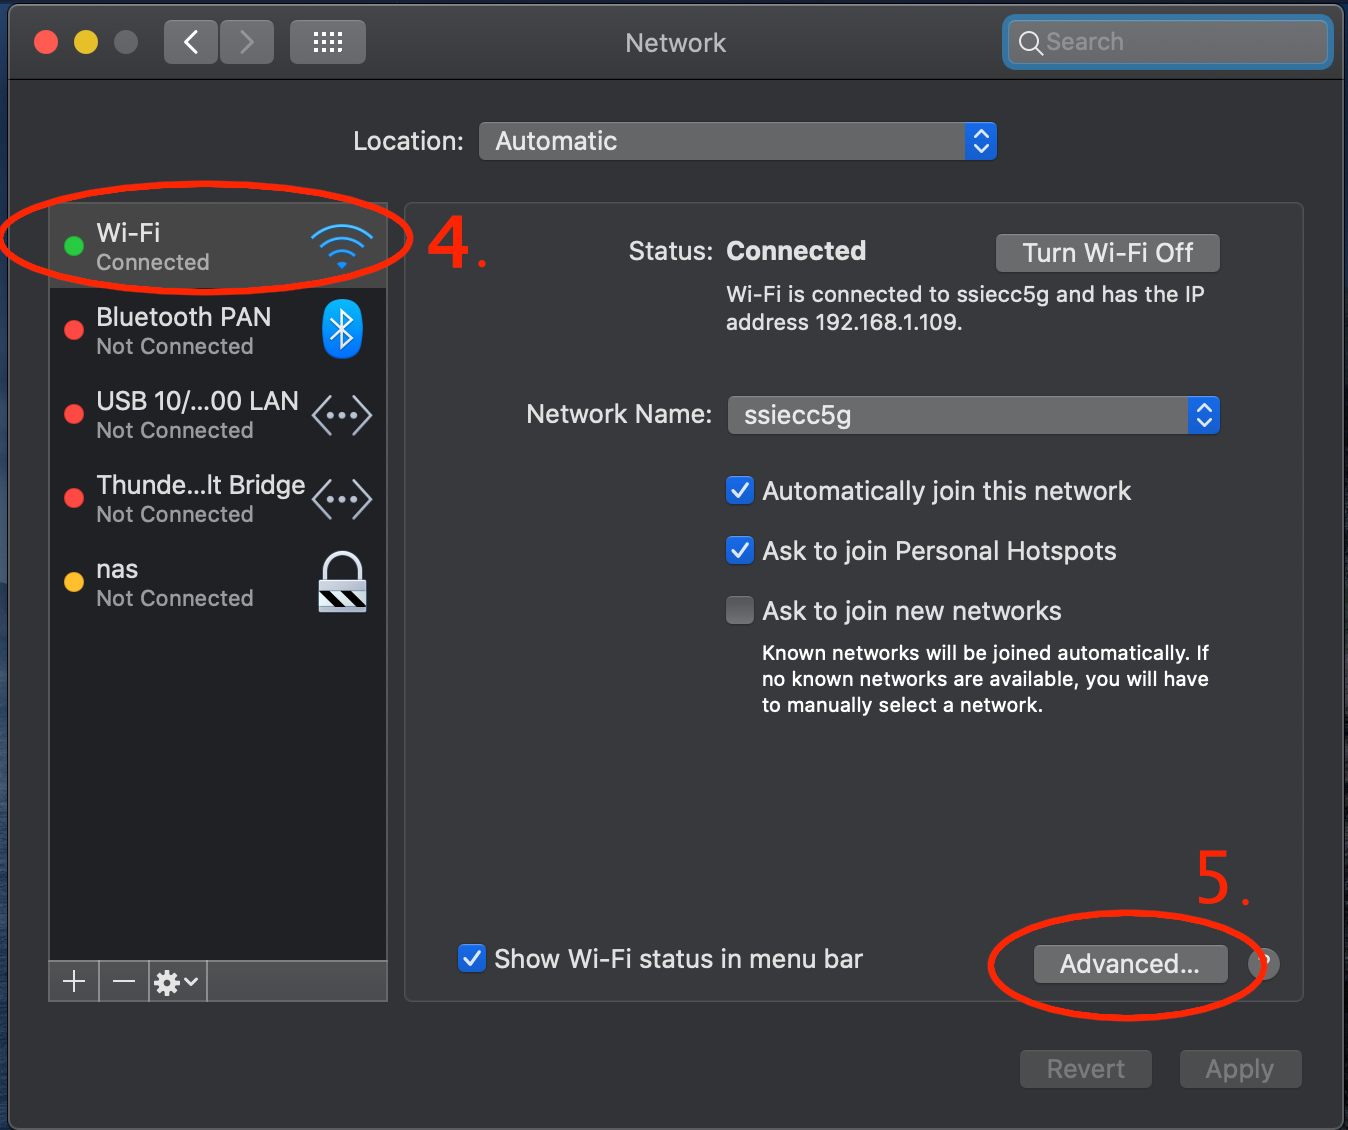 Network
Search
Location: Automatic
Wi-Fi
Connected
4.
Bluetooth PAN
Not Connected
USB 10/...00 LAN
Not Connected
Thunde...lt Bridge
Not Connected
nas
Not Connected
Status: Connected
Turn Wi-Fi Off
Wi-Fi is connected to ssiecc5g and has the IP
address 192.168.1.109.
Network Name: ssiecc5g
Automatically join this network
Ask to join Personal Hotspots
Ask to join new networks
Known networks will be joined automatically. If
no known networks are available, you will have
to manually select a network.
5.
Show Wi-Fi status in menu bar
Advanced...
?
Revert
Apply